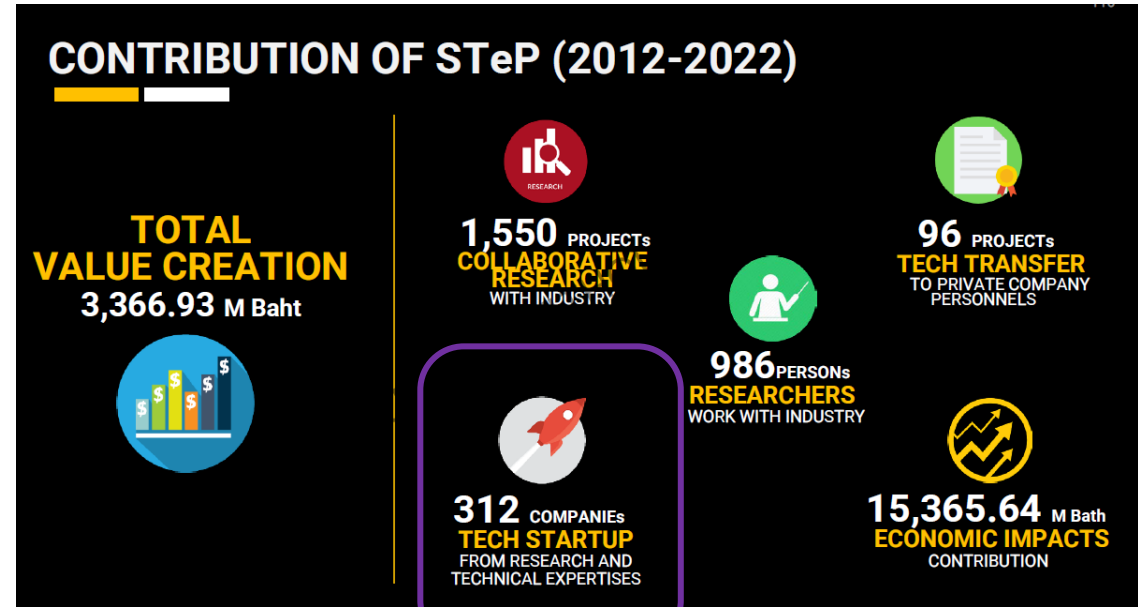 CONTRIBUTION OF STeP (2012-2022)
TOTAL
VALUE CREATION
3,366.93 M Baht
$ $ $ $ $ $
RESEARCH
1,550 PROJECTs
COLLABORATIVE
RESEARCH
WITH INDUSTRY
96 PROJECTs
TECH TRANSFER
TO PRIVATE COMPANY
PERSONNELS
986 PERSONs
RESEARCHERS
WORK WITH INDUSTRY
312 COMPANIEs
TECH STARTUP
FROM RESEARCH AND
TECHNICAL EXPERTISES
15,365.64 M Bath
ECONOMIC IMPACTS
CONTRIBUTION